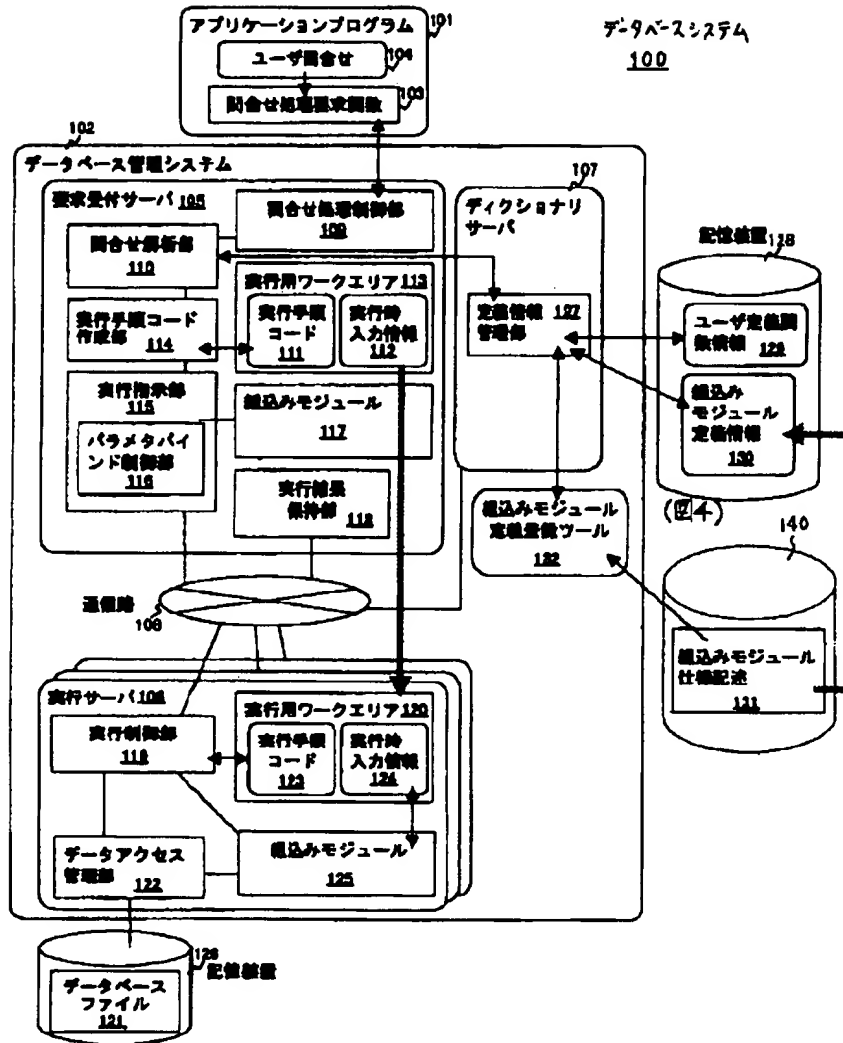 アプリケーションプログラム
101
ユーザ問合せ
104
問合せ処理要求関数
103
データベースシステム
100
102
データベース管理システム
要求受付サーバ 105
問合せ処理制御部
109
問合せ解析部
110
実行用ワークエリア 113
実行手順
コード
111
実行時
入力情報
112
実行手順コード
作成部 114
実行指示部
115
パラメタバイ
ンド制御部
116
組込みモジュール
117
実行結果
保持部 118
107
ディクショナリ
サーバ
定義情報 127
管理部
記憶装置
128
ユーザ定義関
数情報
129
組込み
モジュール
定義情報
130
(図4)
組込みモジュール
定義登録ツール
132
140
組込みモジュール
仕様記述
131
通信路
108
実行サーバ 106
実行制御部
119
実行用ワークエリア 120
実行手順
コード
123
実行時
入力情報
124
データアクセス
管理部 122
組込みモジュール
125
126
記憶装置
データベース
ファイル
121